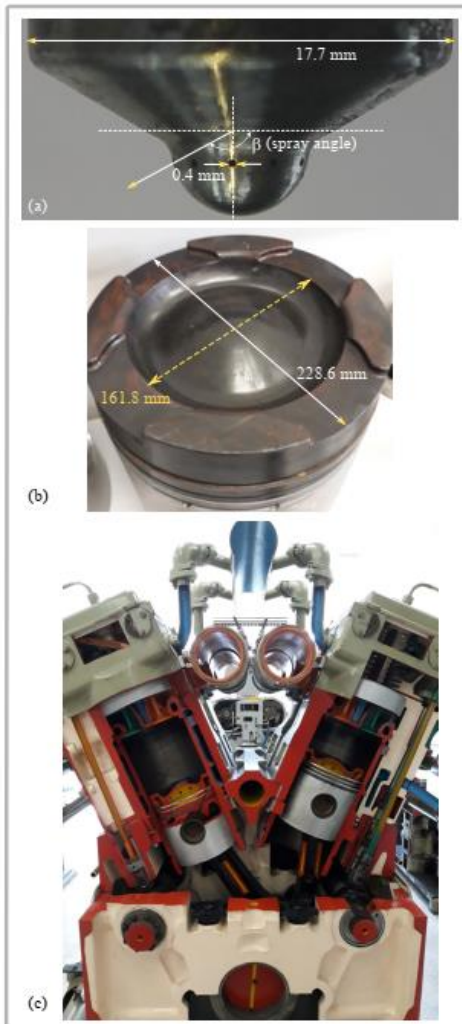 17.7 mm
β (spray angle)
0.4 mm
(a)
228.6 mm
161.8 mm
(b)
(c)